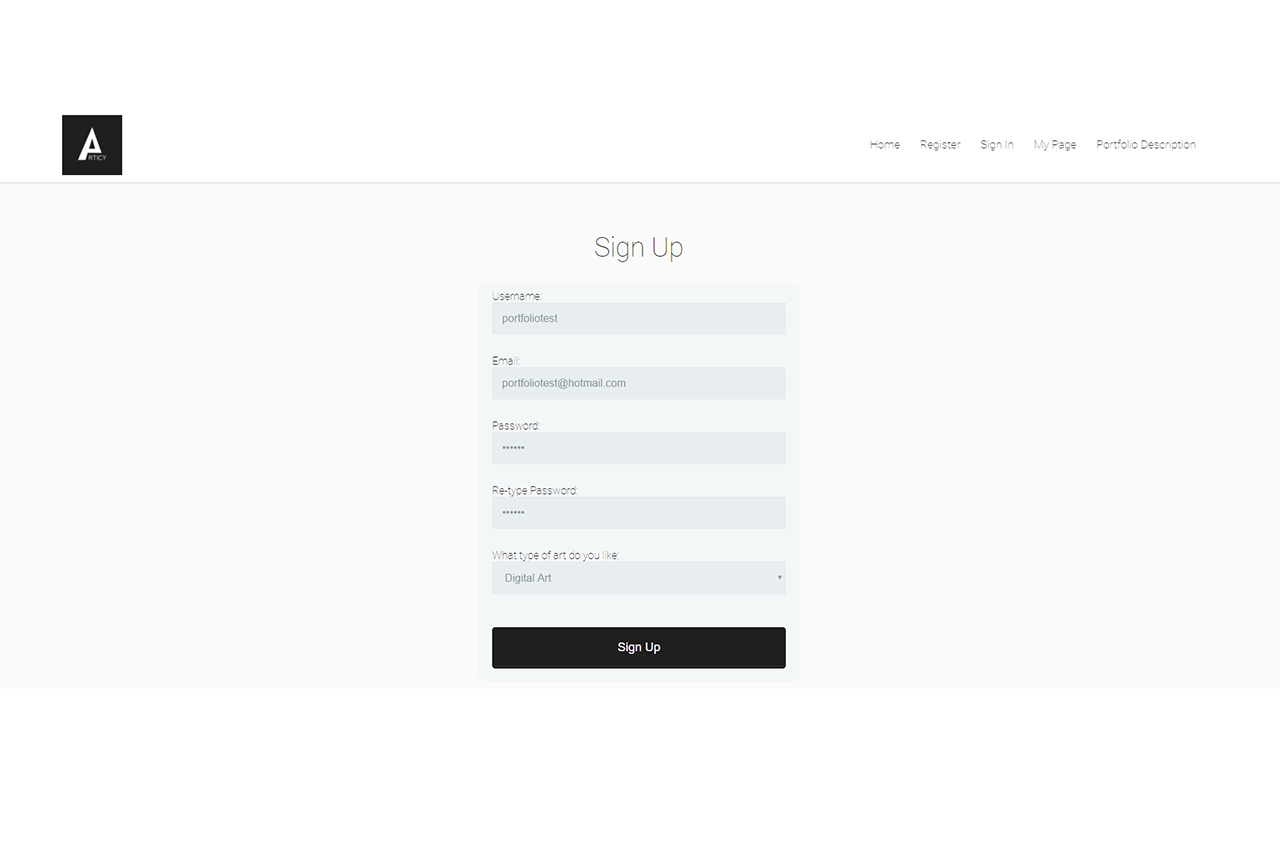 ARTICY
Home Register Sign In My Page Portfolio Description
Sign Up
Username:
portfoliotest
Email:
portfoliotest@hotmail.com
Password:
••••••
Re-type Password:
••••••
What type of art do you like:
Digital Art
Sign Up